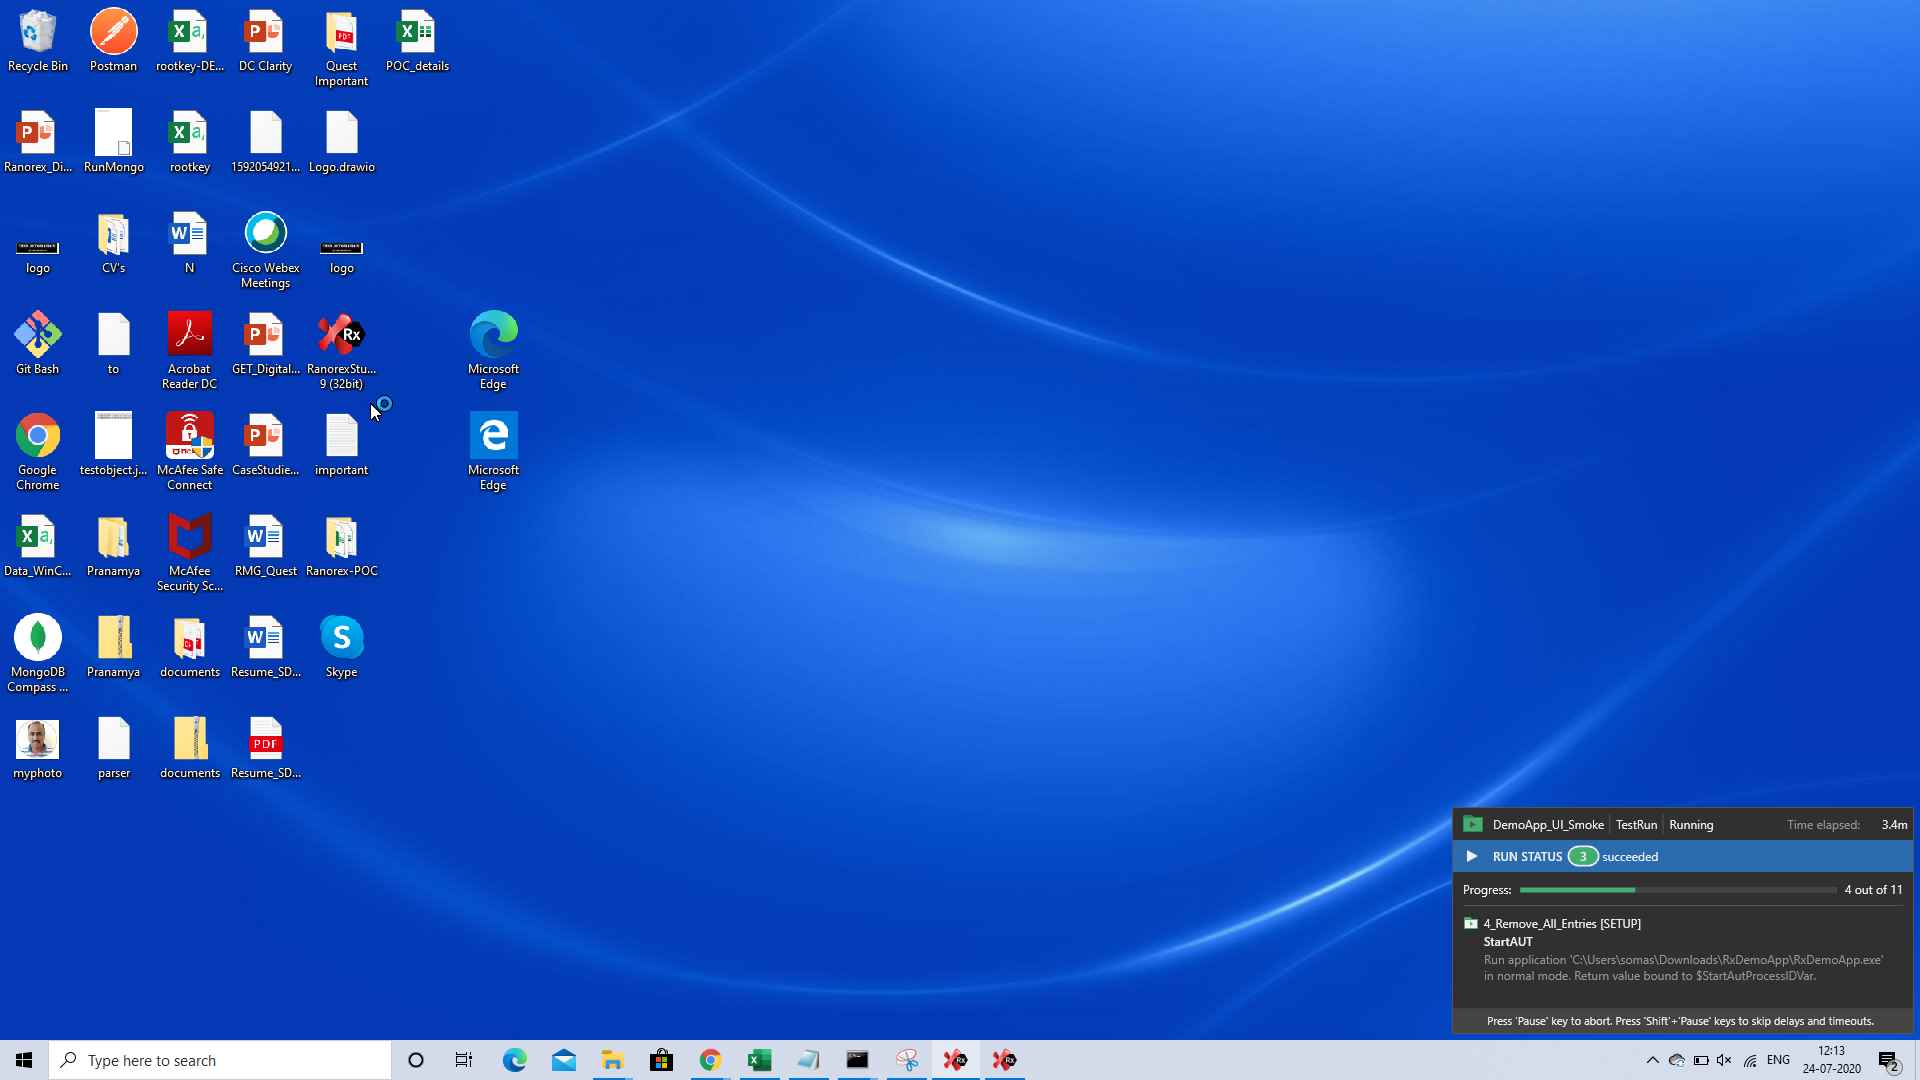 Recycle Bin
Postman
rootkey-DE...
DC Clarity
Quest
Important
POC_details
Ranorex_Di...
RunMongo
rootkey
1592054921...
Logo.drawio
logo
CV's
N
Cisco Webex
Meetings
logo
Git Bash
to
Acrobat
Reader DC
GET_Digital...
RanorexStu...
9 (32bit)
Microsoft
Edge
Google
Chrome
testobject.j...
McAfee Safe
Connect
CaseStudie...
important
Microsoft
Edge
Data_WinC...
Pranamya
McAfee
Security Sc...
RMG_Quest
Ranorex-POC
MongoDB
Compass ...
Pranamya
documents
Resume_SD...
Skype
myphoto
parser
documents
PDF
Resume_SD...
DemoApp_UI_Smoke TestRun Running Time elapsed: 3.4m
RUN STATUS 3 succeeded
Progress: 4 out of 11
4_Remove_All_Entries [SETUP]
StartAUT
Run application 'C:\Users\somas\Downloads\RxDemoApp\RxDemoApp.exe'
in normal mode. Return value bound to $StartAutProcessIDVar.
Press 'Pause' key to abort. Press 'Shift'+'Pause' keys to skip delays and timeouts.
Type here to search
ENG
12:13
24-07-2020
2